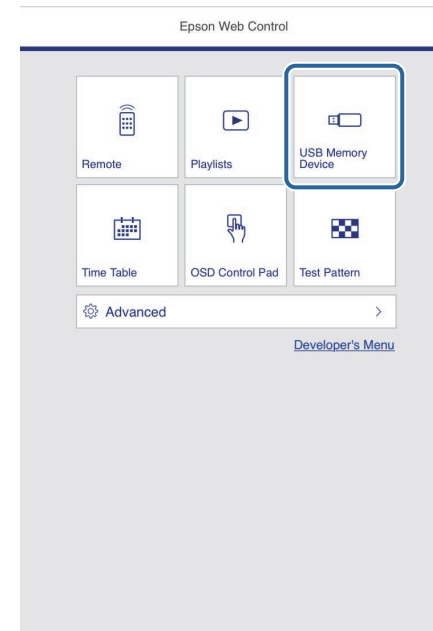 Epson Web Control
Remote
Playlists
USB Memory
Device
Time Table
OSD Control Pad
Test Pattern
Advanced
Developer's Menu